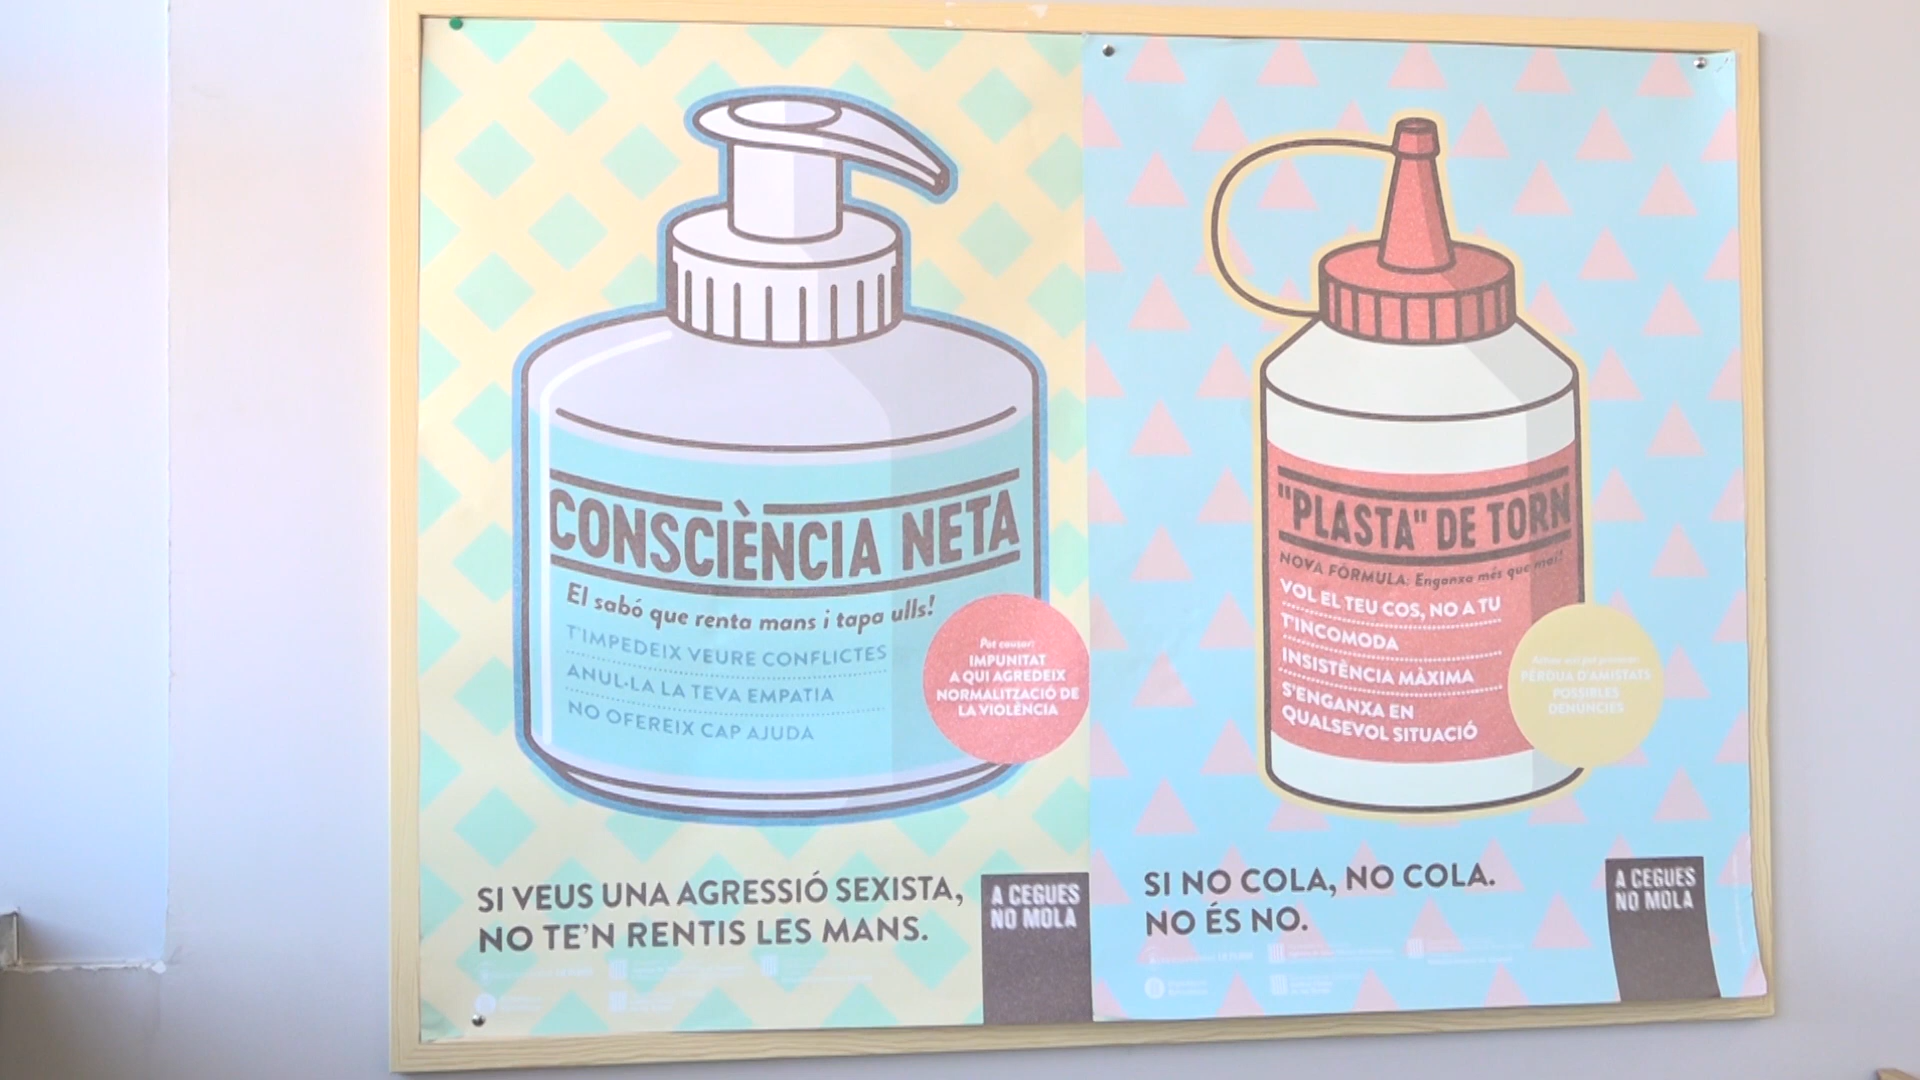 CONSCIÈNCIA NETA
El sabó que renta mans i tapa ulls!
T'IMPEDEIX VEURE CONFLICTES
ANUL·LA LA TEVA EMPATIA
NO OFEREIX CAP AJUDA
Pot causar:
IMPUNITAT
A QUI AGREDEIX
NORMALITZACIÓ DE
LA VIOLÈNCIA
SI VEUS UNA AGRESSIÓ SEXISTA,
NO TE'N RENTIS LES MANS.
A CEGUES
NO MOLA
"PLASTA" DE TORN
NOVA FÓRMULA: Enganxa més que mai!
VOL EL TEU COS, NO A TU
T'INCOMODA
INSISTÈNCIA MÀXIMA
S'ENGANXA EN
QUALSEVOL SITUACIÓ
PÈRDUA D'AMISTATS
POSSIBLES
DENÚNCIES
SI NO COLA, NO COLA.
NO ÉS NO.
A CEGUES
NO MOLA